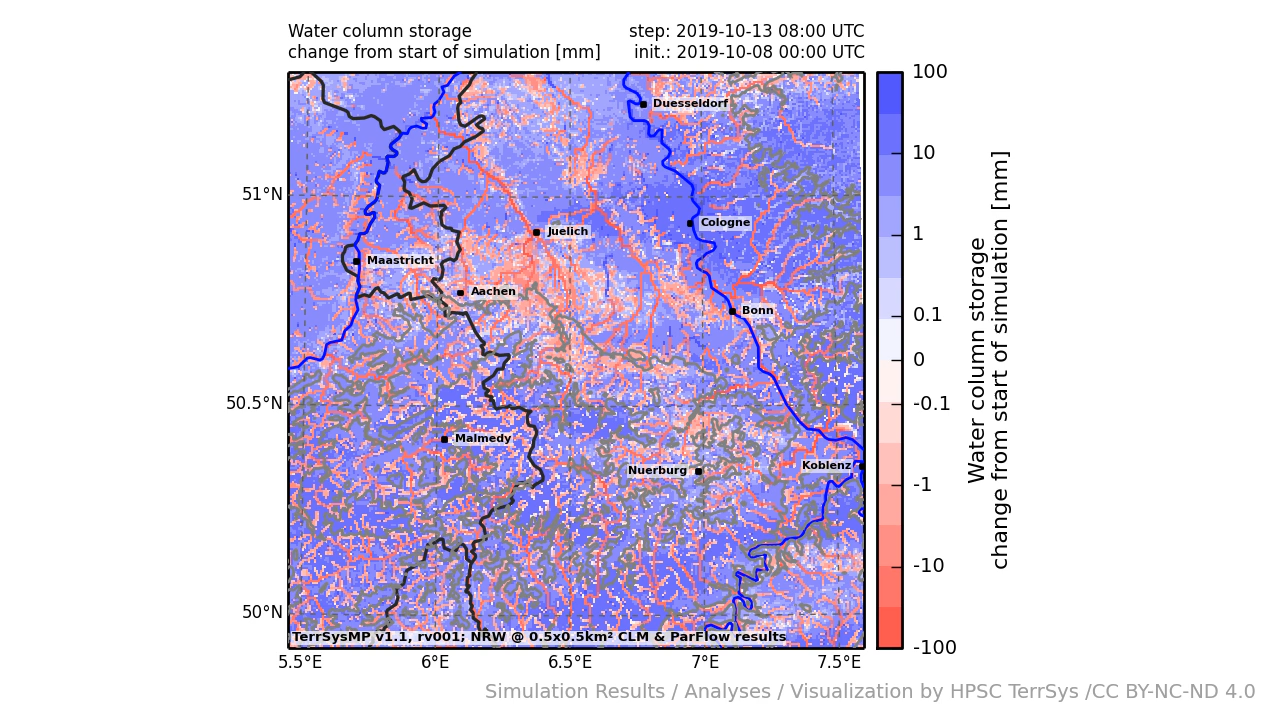 Water column storage
change from start of simulation [mm]
step: 2019-10-13 08:00 UTC
init.: 2019-10-08 00:00 UTC
100
10
1
0.1
0
-0.1
-1
-10
-100
Water column storage
change from start of simulation [mm]
51°N
50.5°N
50°N
5.5°E
6°E
6.5°E
7°E
7.5°E
Duesseldorf
Cologne
Juelich
Maastricht
Aachen
Bonn
Malmedy
Nuerburg
Koblenz
TerrSysMP v1.1, rv001; NRW @ 0.5x0.5km² CLM & ParFlow results
Simulation Results / Analyses / Visualization by HPSC TerrSys /CC BY-NC-ND 4.0